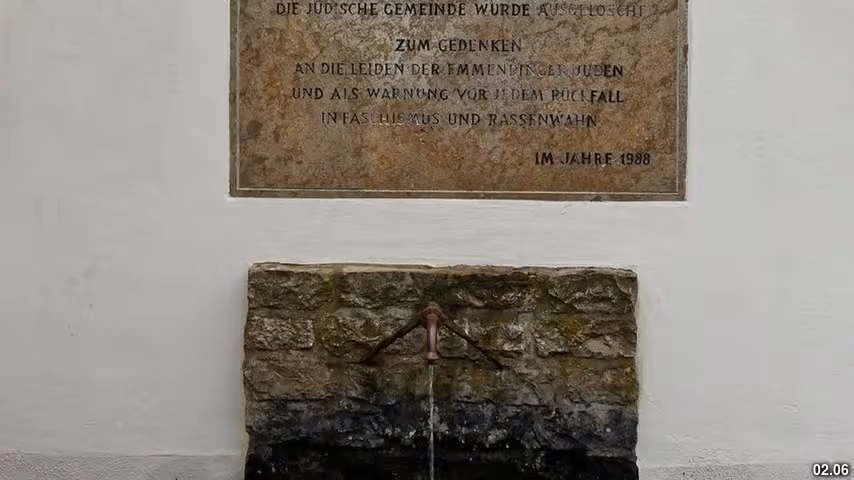 DIE JÜDISCHE GEMEINDE WURDE AUSGELÖSCHT
ZUM GEDENKEN
AN DIE LEIDEN DER EMMENDINGER JUDEN
UND ALS WARNUNG VOR JEDEM RÜCKFALL
IN FASCHISMUS UND RASSENWAHN
IM JAHRE 1988
02.06